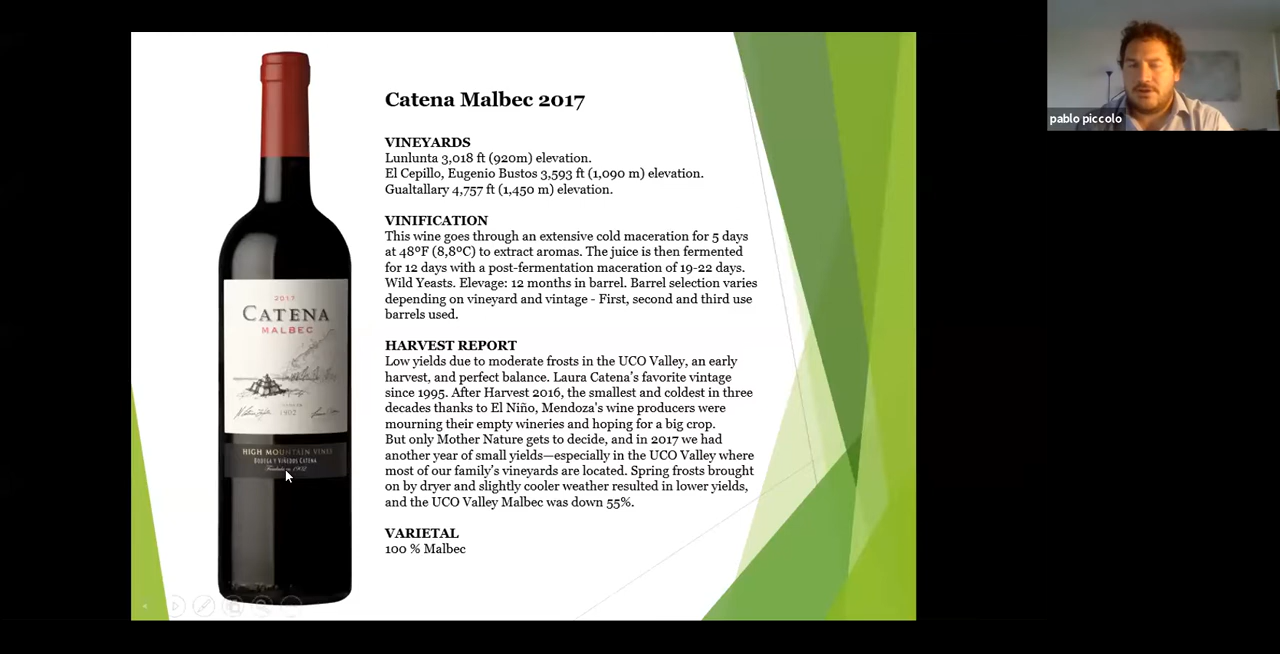 Catena Malbec 2017
VINEYARDS
Lunlunta 3,018 ft (920m) elevation.
El Cepillo, Eugenio Bustos 3,593 ft (1,090 m) elevation.
Gualtallary 4,757 ft (1,450 m) elevation.
VINIFICATION
This wine goes through an extensive cold maceration for 5 days
at 48ºF (8,8ºC) to extract aromas. The juice is then fermented
for 12 days with a post-fermentation maceration of 19-22 days.
Wild Yeasts. Elevage: 12 months in barrel. Barrel selection varies
depending on vineyard and vintage - First, second and third use
barrels used.
HARVEST REPORT
Low yields due to moderate frosts in the UCO Valley, an early
harvest, and perfect balance. Laura Catena's favorite vintage
since 1995. After Harvest 2016, the smallest and coldest in three
decades thanks to El Niño, Mendoza's wine producers were
mourning their empty wineries and hoping for a big crop.
But only Mother Nature gets to decide, and in 2017 we had
another year of small yields—especially in the UCO Valley where
most of our family's vineyards are located. Spring frosts brought
on by dryer and slightly cooler weather resulted in lower yields,
and the UCO Valley Malbec was down 55%.
VARIETAL
100 % Malbec
2017
CATENA
MALBEC
1902
HIGH MOUNTAIN VINES
BODEGA Y VIÑEDOS CATENA
pablo piccolo